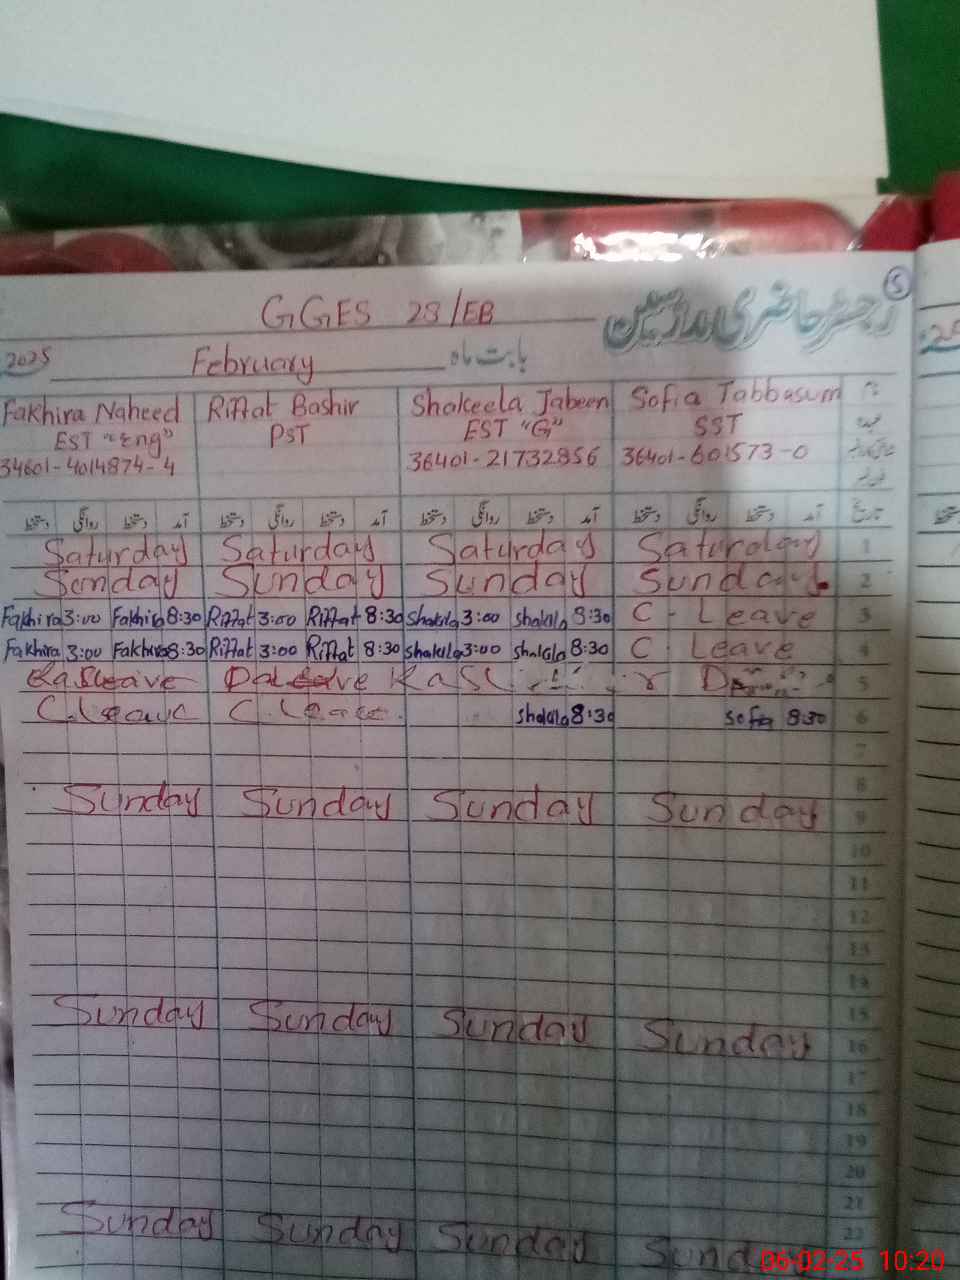 5
GGES 28/EB رجسٹر حاضری ملازمین
2025 February بابت ماہ
Fakhira Naheed Riffat Bashir Shakeela Jabeen Sofia Tabbasum نام
EST "Eng" PST EST "G" SST عہدہ
34601-4014874-4 36401-21732856 36401-601573-0
دستخط روانگی دستخط آمد دستخط روانگی دستخط آمد دستخط روانگی دستخط آمد دستخط روانگی دستخط آمد تاریخ
Saturday Saturday Saturday Saturday 1
Sunday Sunday Sunday Sunday 2
Fakhira 3:00 Fakhira 8:30 Riffat 3:00 Riffat 8:30 Shakila 3:00 shalala 8:30 C-Leave 3
Fakhira 3:00 Fakhira 8:30 Riffat 3:00 Riffat 8:30 shakila 3:00 shalala 8:30 C-Leave 4
5
C.Leave C.Leave shalala 8:30 Sofia 8:30 6
7
8
Sunday Sunday Sunday Sunday 9
10
11
12
13
14
15
Sunday Sunday Sunday Sunday 16
17
18
19
20
21
22
Sunday Sunday Sunday
06-02-25 10:20